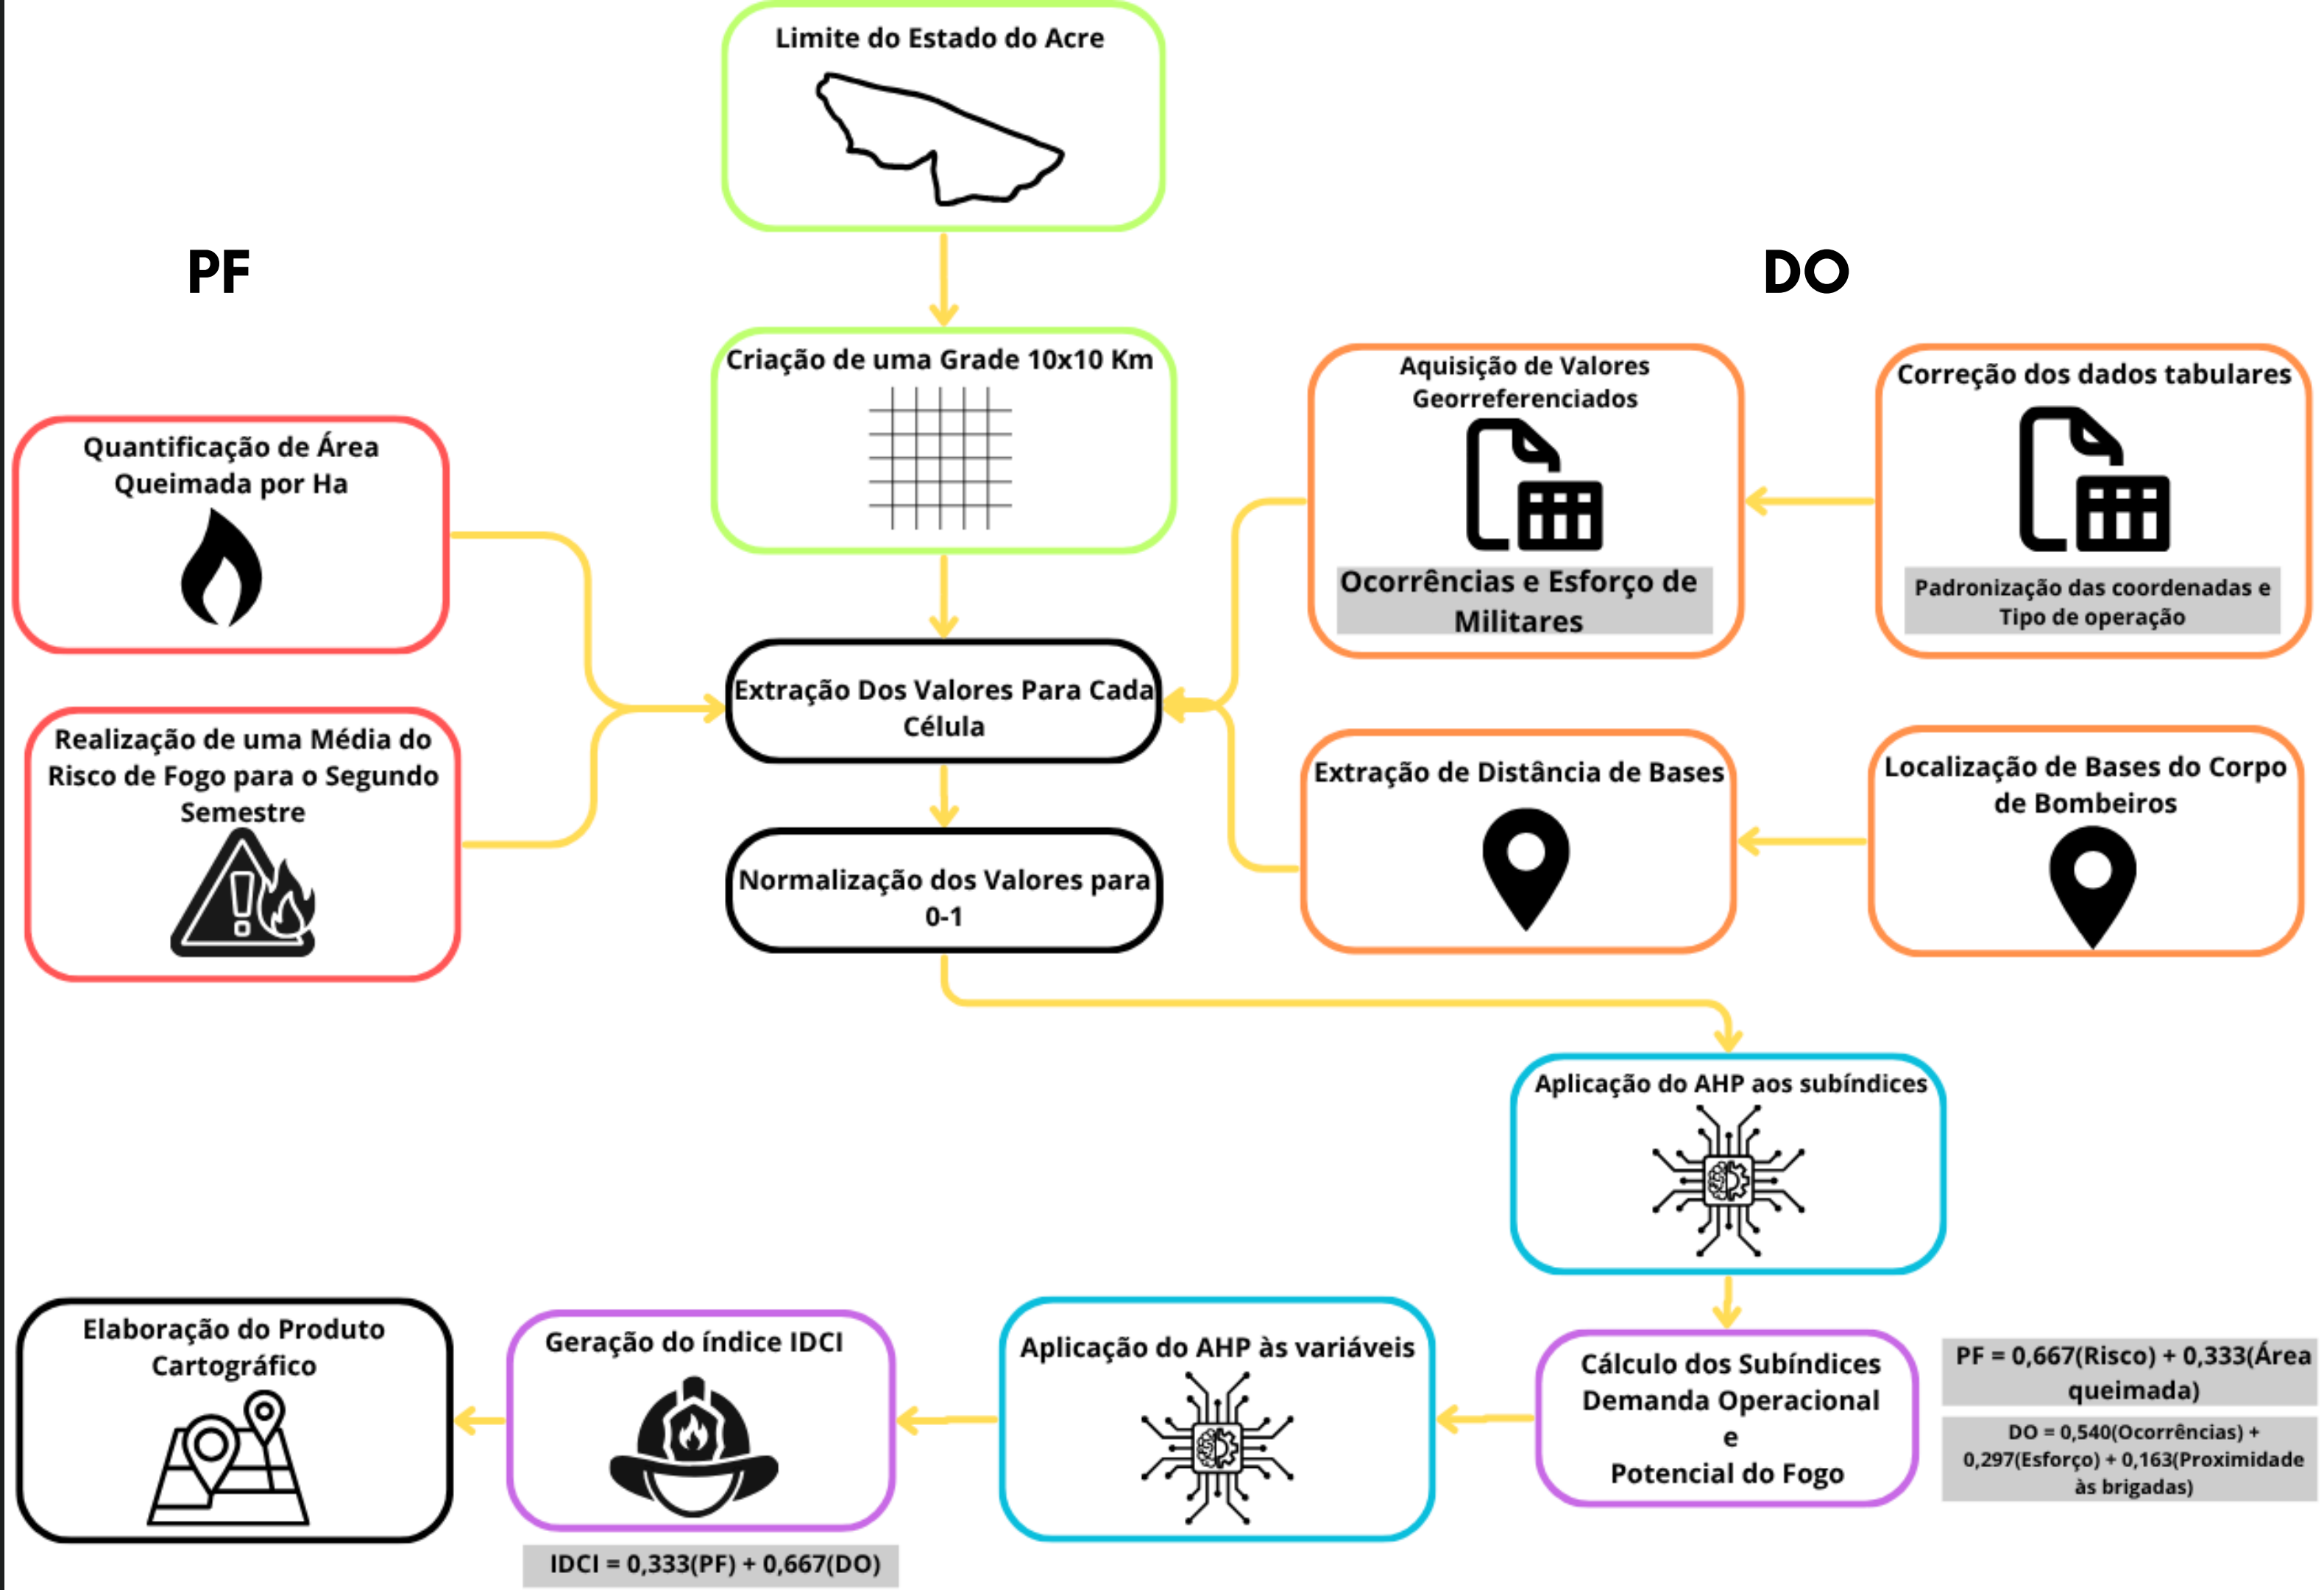 Limite do Estado do Acre
PF
DO
Criação de uma Grade 10x10 Km
Quantificação de Área
Queimada por Ha
Realização de uma Média do
Risco de Fogo para o Segundo
Semestre
Aquisição de Valores
Georreferenciados
Ocorrências e Esforço de
Militares
Correção dos dados tabulares
Padronização das coordenadas e
Tipo de operação
Extração Dos Valores Para Cada
Célula
Extração de Distância de Bases
Localização de Bases do Corpo
de Bombeiros
Normalização dos Valores para
0-1
Aplicação do AHP aos subíndices
Cálculo dos Subíndices
Demanda Operacional
e
Potencial do Fogo
PF = 0,667(Risco) + 0,333(Área
queimada)
DO = 0,540(Ocorrências) +
0,297(Esforço) + 0,163(Proximidade
às brigadas)
Aplicação do AHP às variáveis
Geração do índice IDCI
IDCI = 0,333(PF) + 0,667(DO)
Elaboração do Produto
Cartográfico